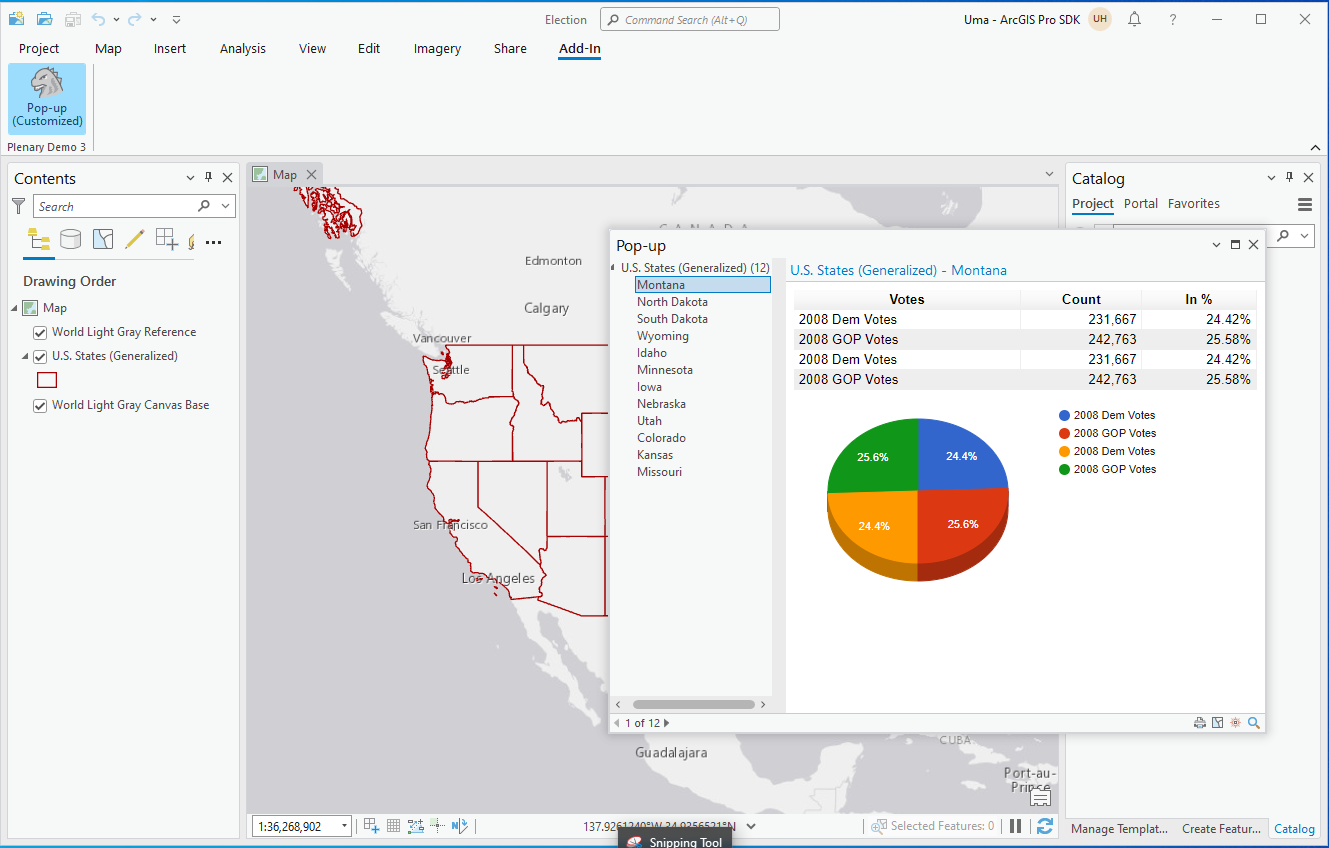 Election
Command Search (Alt+Q)
Uma - ArcGIS Pro SDK
UH
?
Project
Map
Insert
Analysis
View
Edit
Imagery
Share
Add-In
Pop-up
(Customized)
Plenary Demo 3
Contents
Search
Drawing Order
Map
World Light Gray Reference
U.S. States (Generalized)
World Light Gray Canvas Base
Map
CANADA
Edmonton
Calgary
Vancouver
Seattle
San Francisco
Los Angeles
Guadalajara
CUBA
Port-au-
Prince
Pop-up
U.S. States (Generalized) (12)
Montana
North Dakota
South Dakota
Wyoming
Idaho
Minnesota
Iowa
Nebraska
Utah
Colorado
Kansas
Missouri
1 of 12
U.S. States (Generalized) - Montana
Votes Count In %
2008 Dem Votes 231,667 24.42%
2008 GOP Votes 242,763 25.58%
2008 Dem Votes 231,667 24.42%
2008 GOP Votes 242,763 25.58%
25.6%
24.4%
24.4%
25.6%
2008 Dem Votes
2008 GOP Votes
2008 Dem Votes
2008 GOP Votes
Catalog
Project
Portal
Favorites
1:36,268,902
Selected Features: 0
Snipping Tool
Manage Templat...
Create Featur...
Catalog